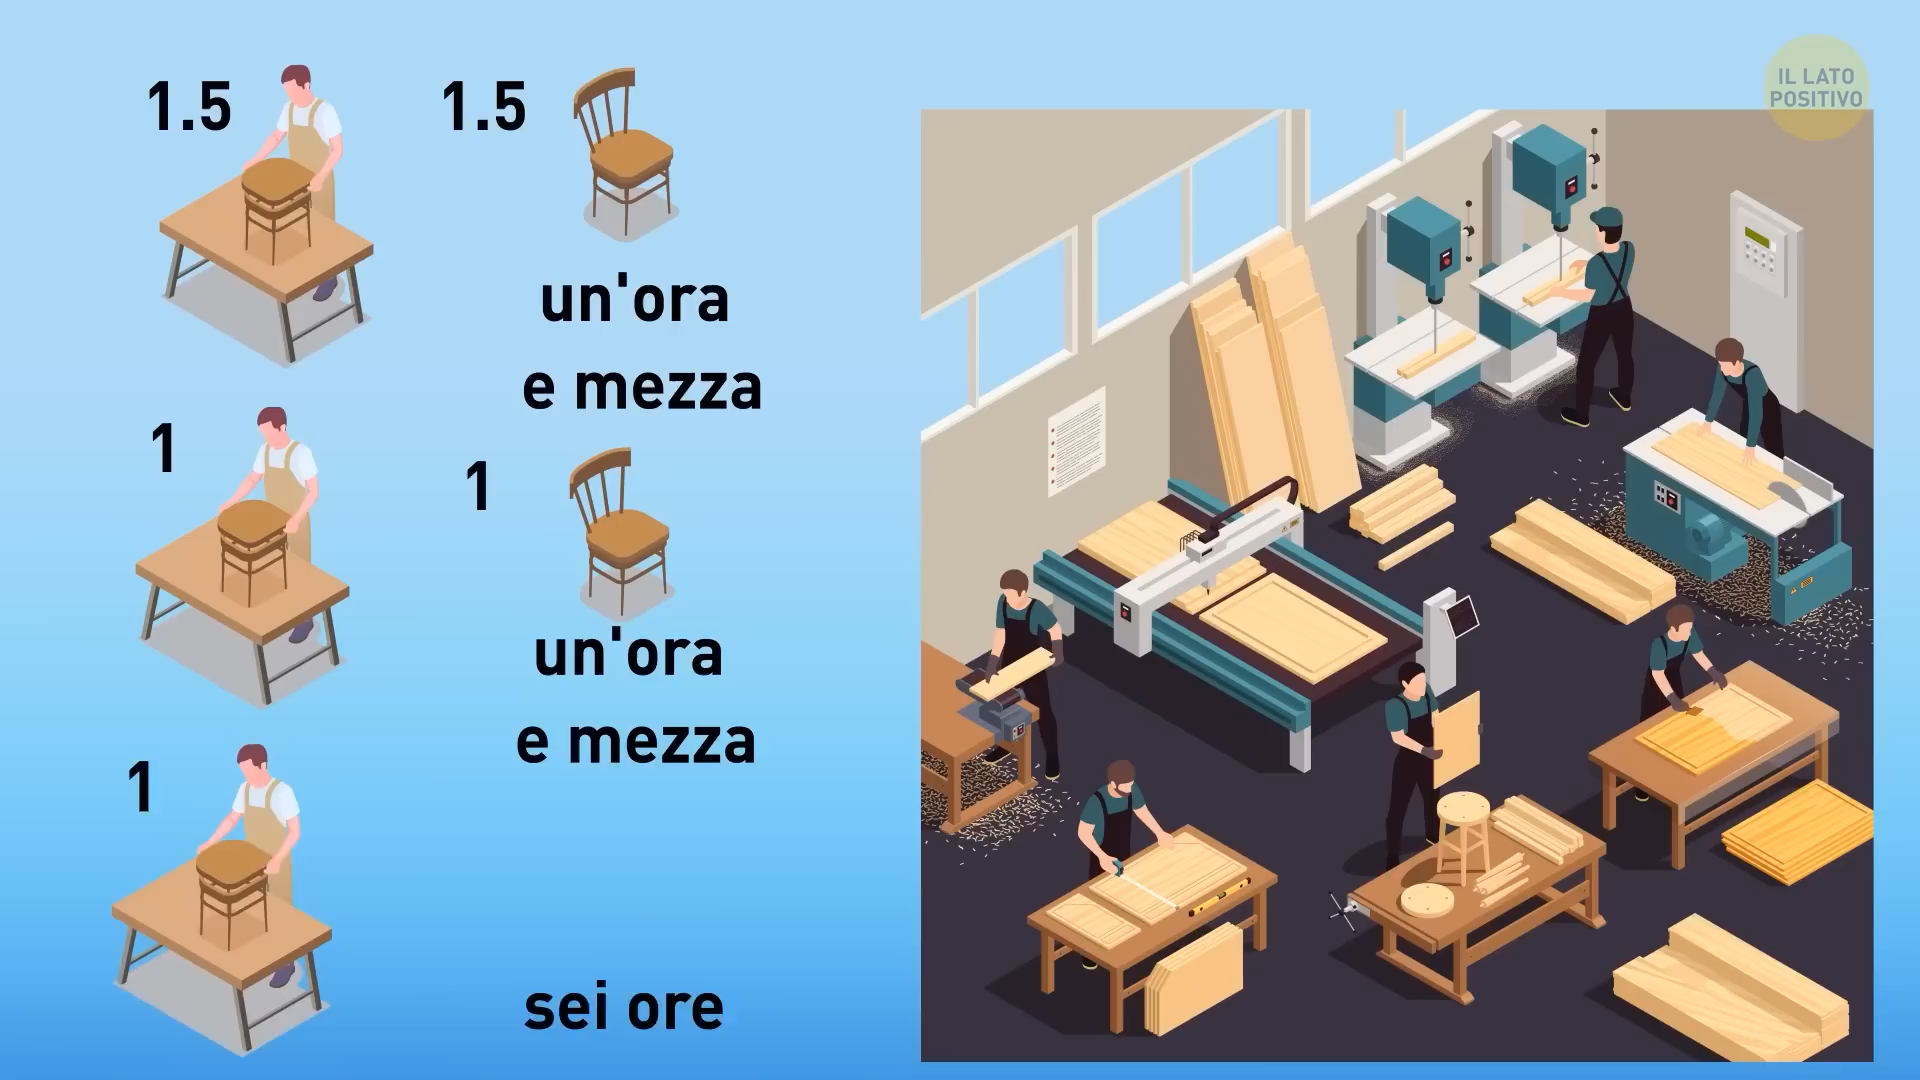 1.5
1.5
un'ora
e mezza
1
1
un'ora
e mezza
1
sei ore
IL LATO
POSITIVO